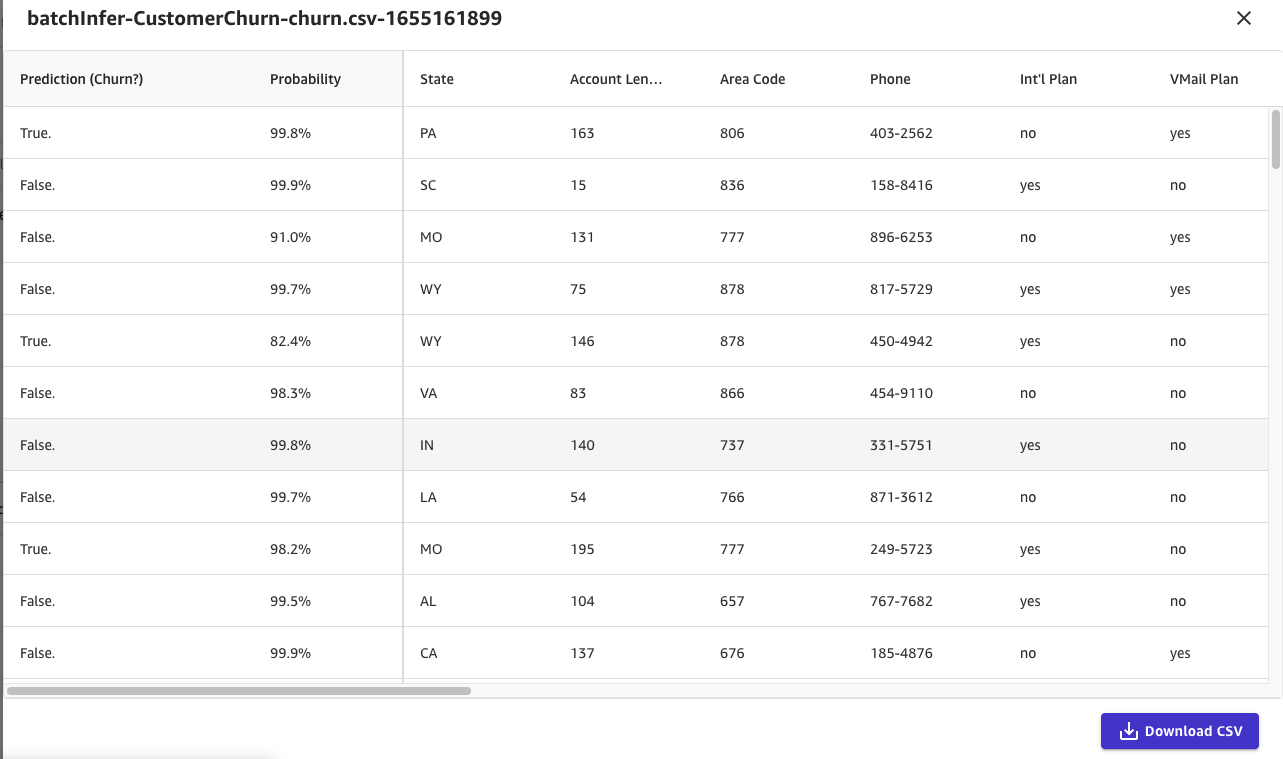 batchInfer-CustomerChurn-churn.csv-1655161899
Prediction (Churn?) Probability State Account Len... Area Code Phone Int'l Plan VMail Plan
True. 99.8% PA 163 806 403-2562 no yes
False. 99.9% SC 15 836 158-8416 yes no
False. 91.0% MO 131 777 896-6253 no yes
False. 99.7% WY 75 878 817-5729 yes yes
True. 82.4% WY 146 878 450-4942 yes no
False. 98.3% VA 83 866 454-9110 no no
False. 99.8% IN 140 737 331-5751 yes no
False. 99.7% LA 54 766 871-3612 no no
True. 98.2% MO 195 777 249-5723 yes no
False. 99.5% AL 104 657 767-7682 yes no
False. 99.9% CA 137 676 185-4876 no yes
Download CSV